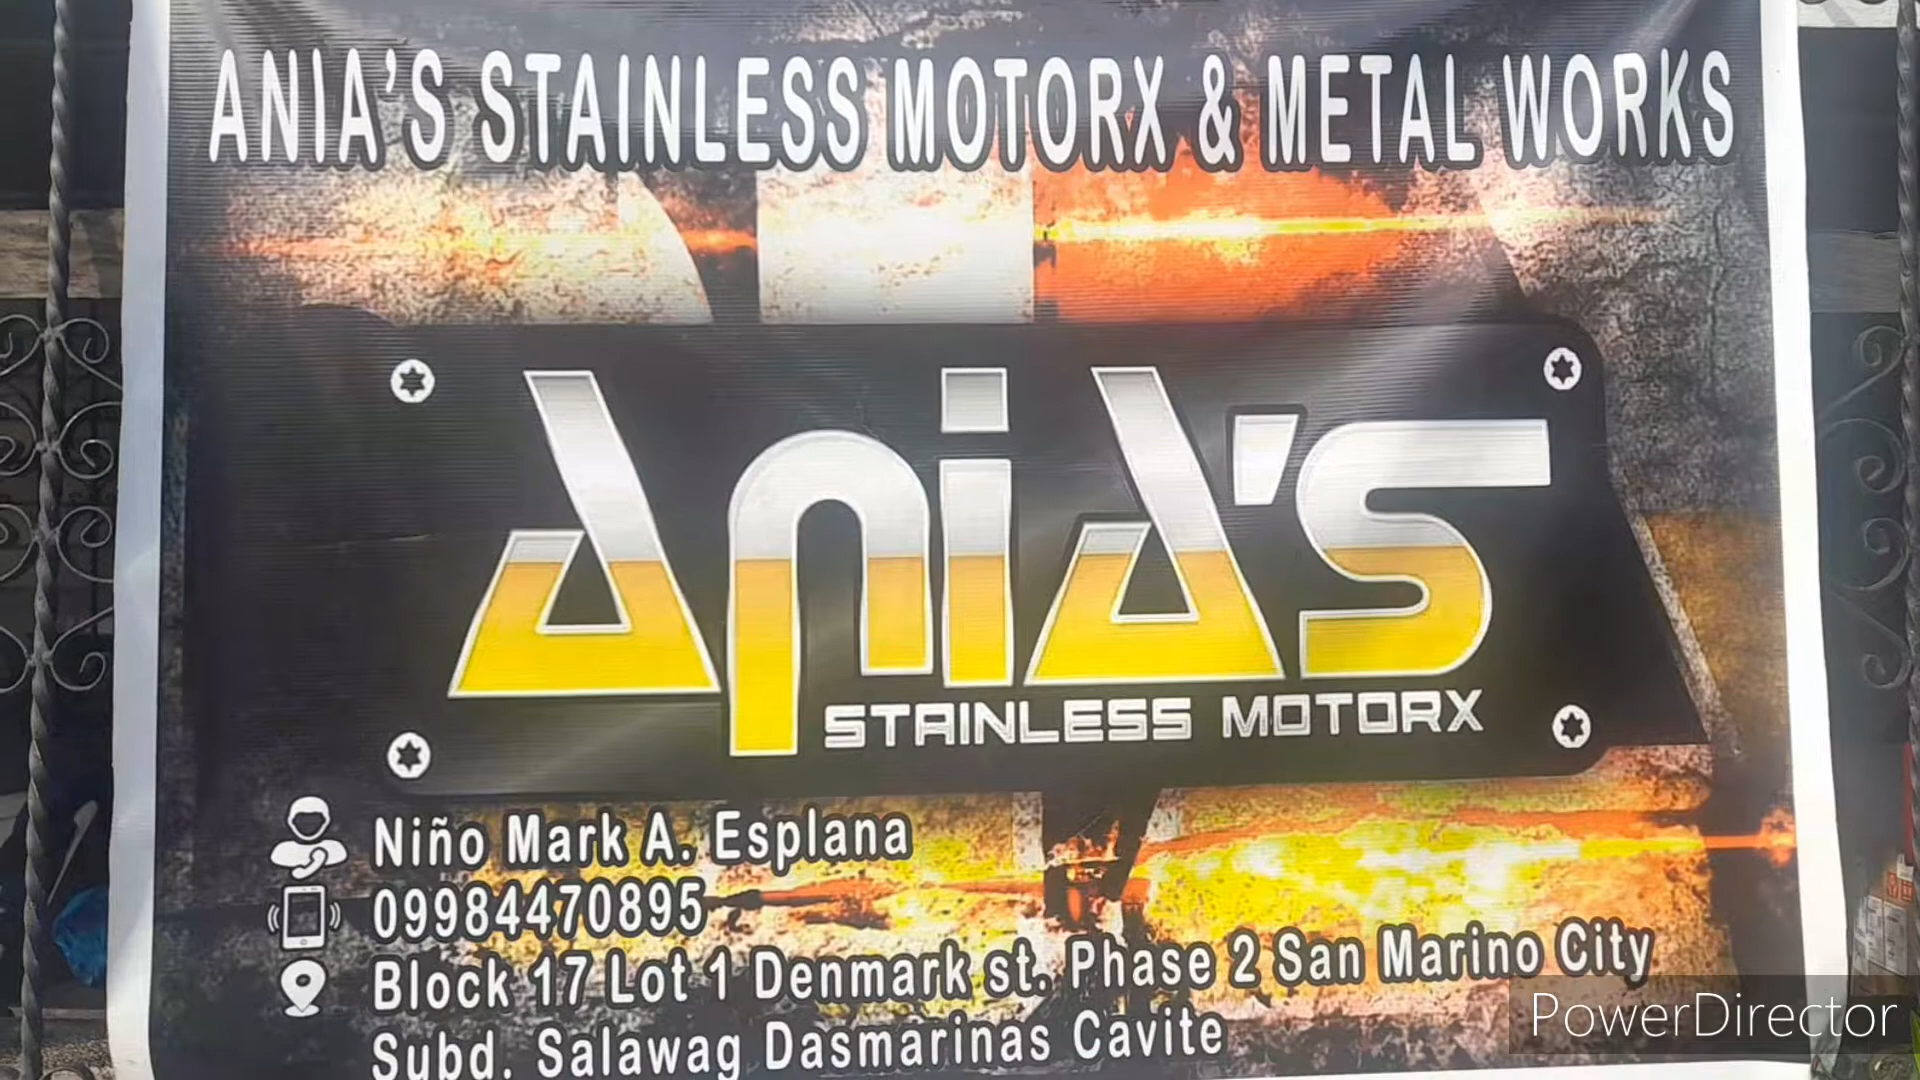 ANIA'S STAINLESS MOTORX & METAL WORKS
AniA's
STAINLESS MOTORX
Niño Mark A. Esplana
09984470895
Block 17 Lot 1 Denmark st. Phase 2 San Marino City
Subd. Salawag Dasmarinas Cavite
PowerDirector